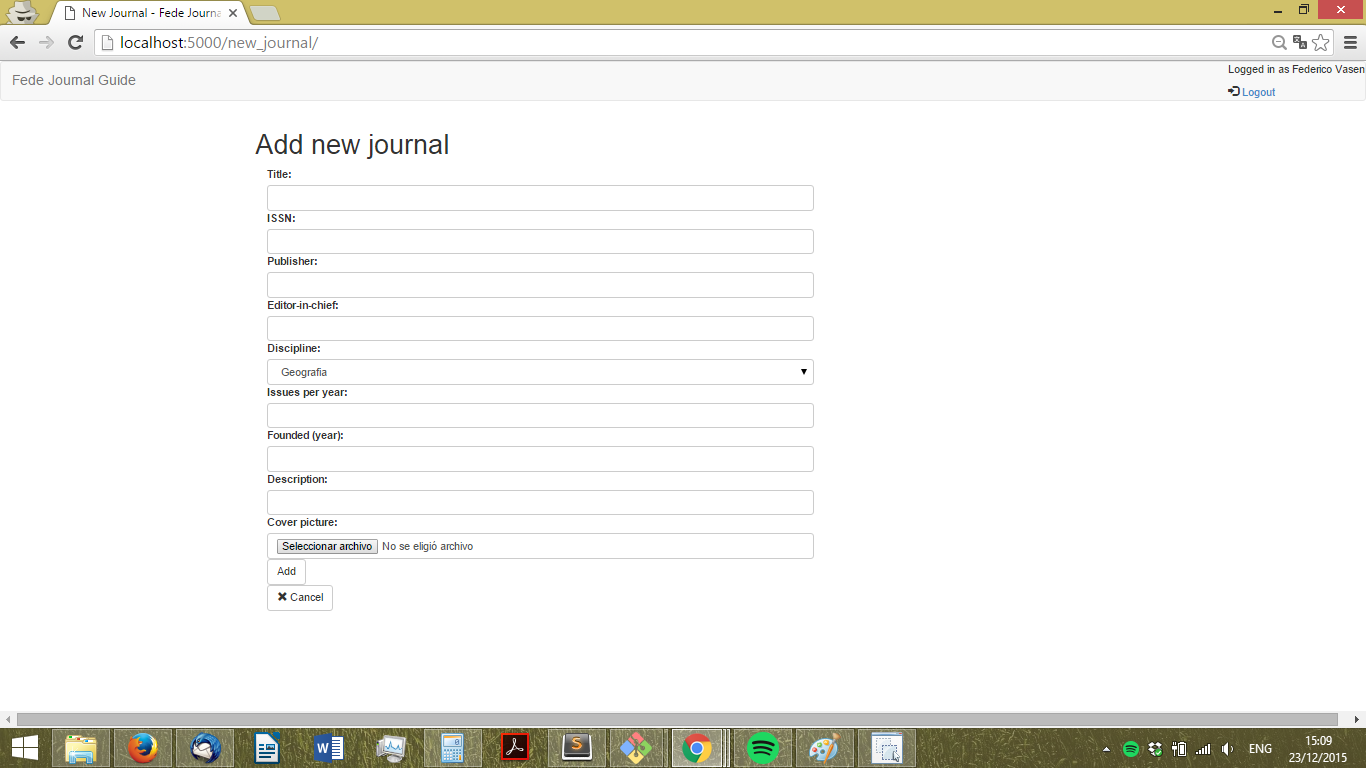 New Journal - Fede Journa
localhost:5000/new_journal/
Fede Journal Guide
Logged in as Federico Vasen
Logout
Add new journal
Title:
ISSN:
Publisher:
Editor-in-chief:
Discipline:
Geografia
Issues per year:
Founded (year):
Description:
Cover picture:
Seleccionar archivo No se eligió archivo
Add
Cancel
ENG
15:09
23/12/2015